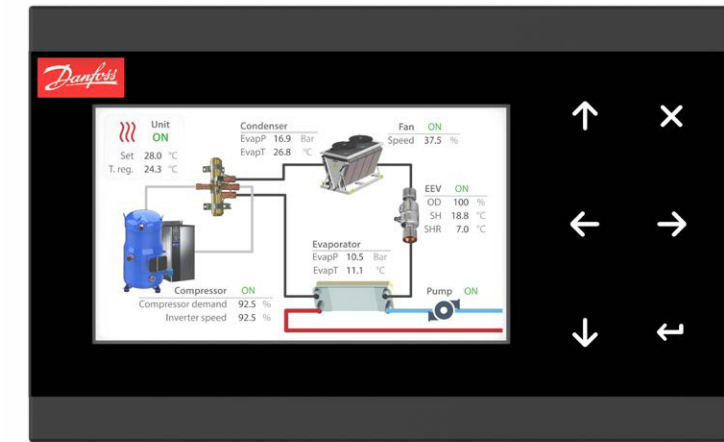 Danfoss
Unit
ON
Set 28.0 °C
T. reg. 24.3 °C
Condenser
EvapP 16.9 Bar
EvapT 26.8 °C
Fan ON
Speed 37.5 %
EEV ON
OD 100 %
SH 18.8 °C
SHR 7.0 °C
Evaporator
EvapP 10.5 Bar
EvapT 11.1 °C
Compressor ON
Compressor demand 92.5 %
Inverter speed 92.5 %
Pump ON